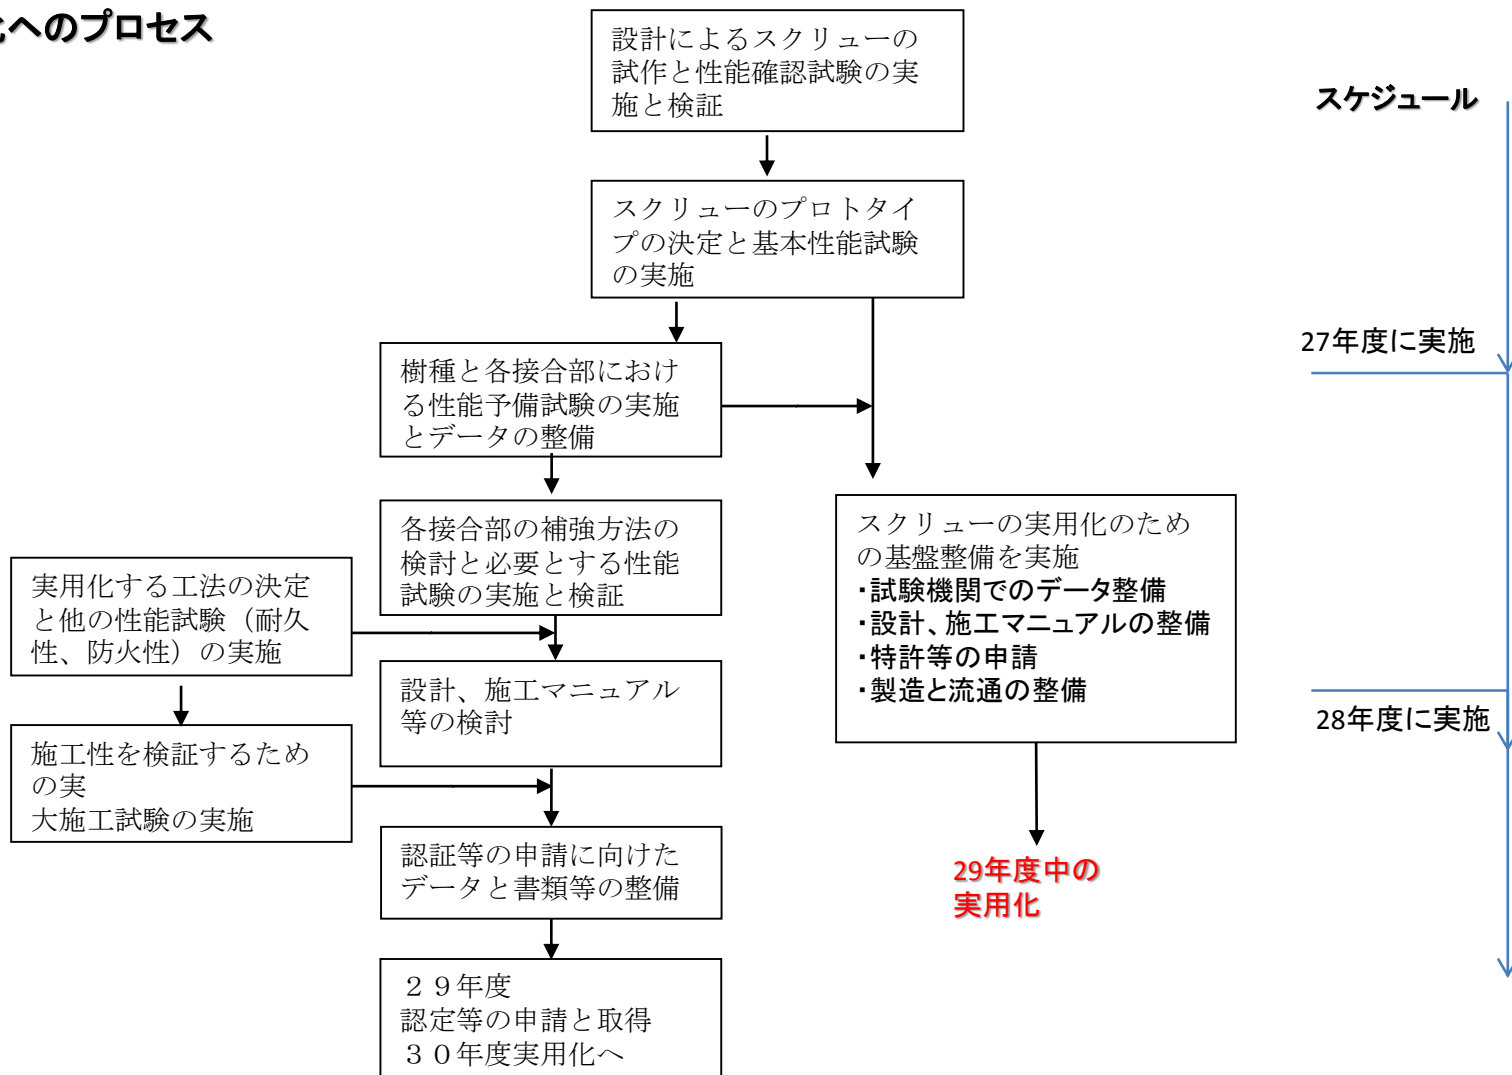 へのプロセス
設計によるスクリューの
試作と性能確認試験の実
施と検証
スケジュール
スクリューのプロトタイ
プの決定と基本性能試験
の実施
27年度に実施
樹種と各接合部におけ
る性能予備試験の実施
とデータの整備
各接合部の補強方法の
検討と必要とする性能
試験の実施と検証
スクリューの実用化のため
の基盤整備を実施
・試験機関でのデータ整備
・設計、施工マニュアルの整備
・特許等の申請
・製造と流通の整備
実用化する工法の決定
と他の性能試験（耐久
性、防火性）の実施
設計、施工マニュアル
等の検討
28年度に実施
施工性を検証するため
の実
大施工試験の実施
認証等の申請に向けた
データと書類等の整備
29年度中の
実用化
２９年度
認定等の申請と取得
３０年度実用化へ